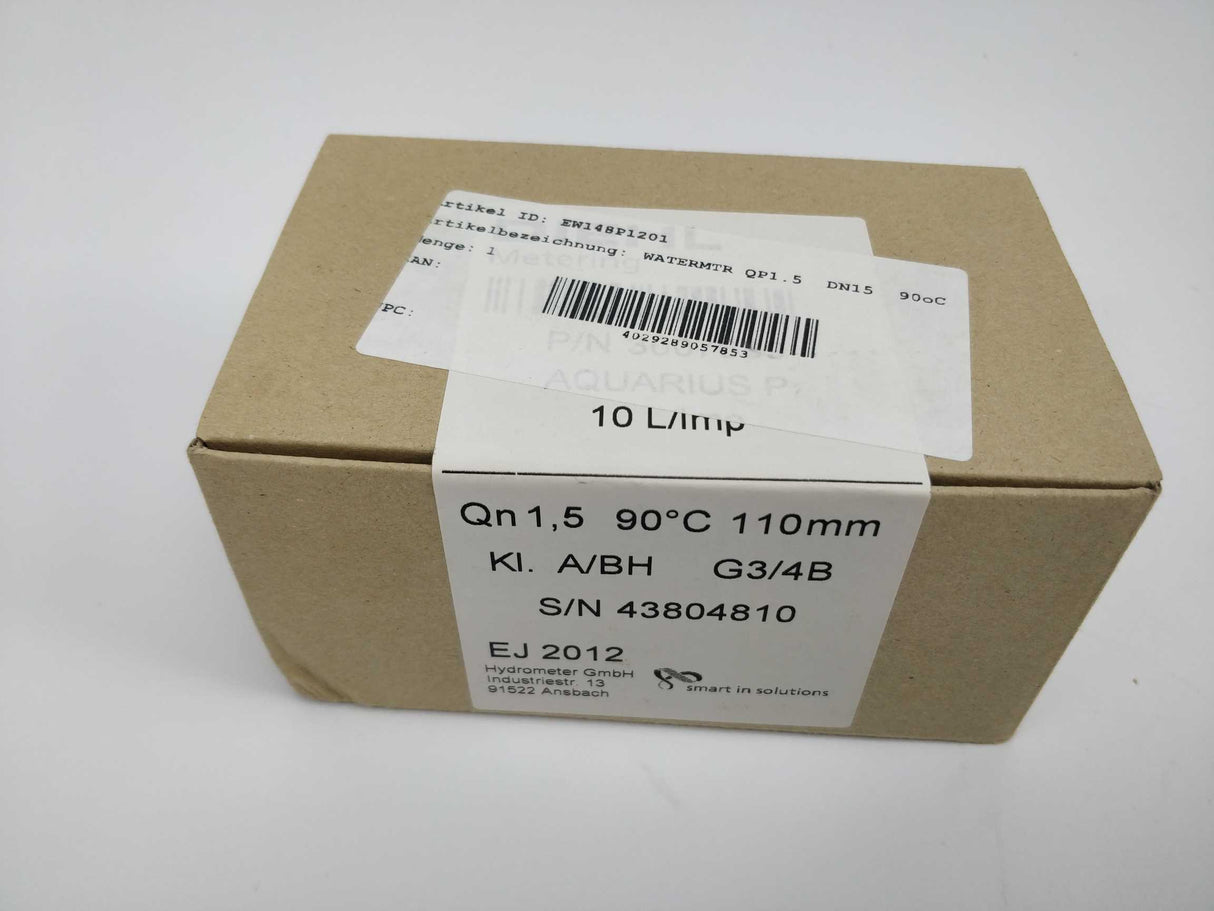 rtikel ID: EW148P1201
rtikelbezeichnung: WATERMTR QP1.5 DN15 90oC
enge: 1
AN:
PC:
4029289057853
Metering
P/N
AQUARIUS P
10 L/Imp
Qn 1,5 90°C 110mm
Kl. A/BH G3/4B
S/N 43804810
EJ 2012
Hydrometer GmbH
Industriestr. 13
91522 Ansbach
smart in solutions